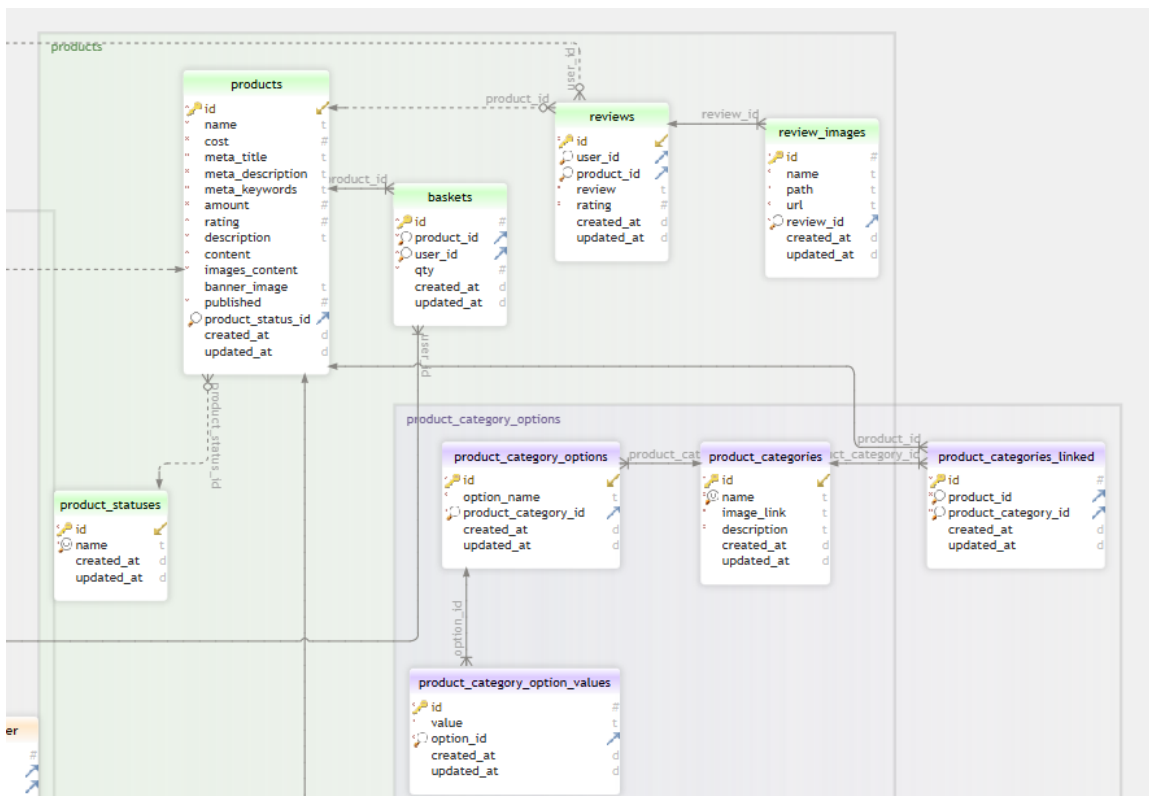 products
user_id
products
id
name t
cost #
meta_title t
meta_description t
meta_keywords t
amount #
rating #
description t
content
images_content
banner_image t
published #
product_status_id
created_at d
updated_at d
product_id
reviews
id
user_id
product_id
review t
rating #
created_at d
updated_at d
review_id
review_images
id #
name t
path t
url t
review_id
created_at d
updated_at d
product_id
baskets
id #
product_id
user_id
qty #
created_at d
updated_at d
user_id
product_status_id
product_statuses
id
name t
created_at d
updated_at d
product_category_options
product_category_options
id
option_name t
product_category_id
created_at d
updated_at d
product_cat
product_categories
id
name t
image_link t
description t
created_at d
updated_at d
product_id
ct_category_id
product_categories_linked
id #
product_id
product_category_id
created_at d
updated_at d
option_id
product_category_option_values
id #
value t
option_id
created_at d
updated_at d
er
#